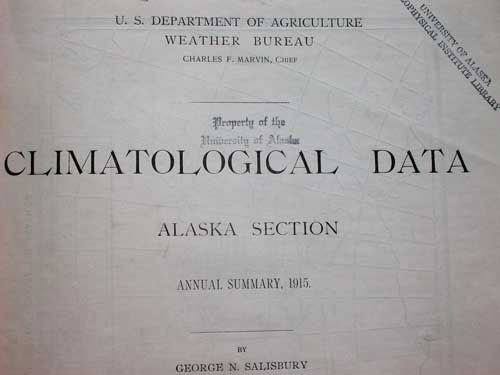 U. S. DEPARTMENT OF AGRICULTURE
WEATHER BUREAU
CHARLES F. MARVIN, CHIEF
UNIVERSITY OF ALASKA
GEOPHYSICAL INSTITUTE LIBRARY
Property of the
University of Alaska
CLIMATOLOGICAL DATA
ALASKA SECTION
ANNUAL SUMMARY, 1915.
BY
GEORGE N. SALISBURY